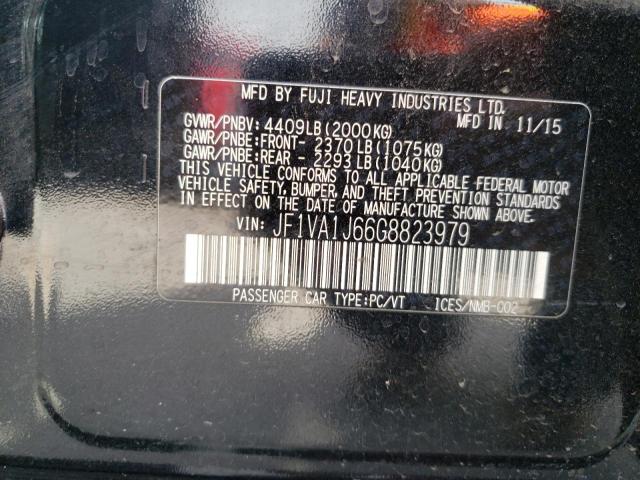 MFD BY FUJI HEAVY INDUSTRIES LTD.
MFD IN 11/15
GVWR/PNBV: 4409LB(2000KG)
GAWR/PNBE:FRONT- 2370LB(1075KG)
GAWR/PNBE:REAR - 2293LB(1040KG)
THIS VEHICLE CONFORMS TO ALL APPLICABLE FEDERAL MOTOR
VEHICLE SAFETY, BUMPER, AND THEFT PREVENTION STANDARDS
IN EFFECT ON THE DATE OF MANUFACTURE SHOWN ABOVE.
VIN: JF1VA1J66G8823979
PASSENGER CAR TYPE:PC/VT ICES/NMB-002